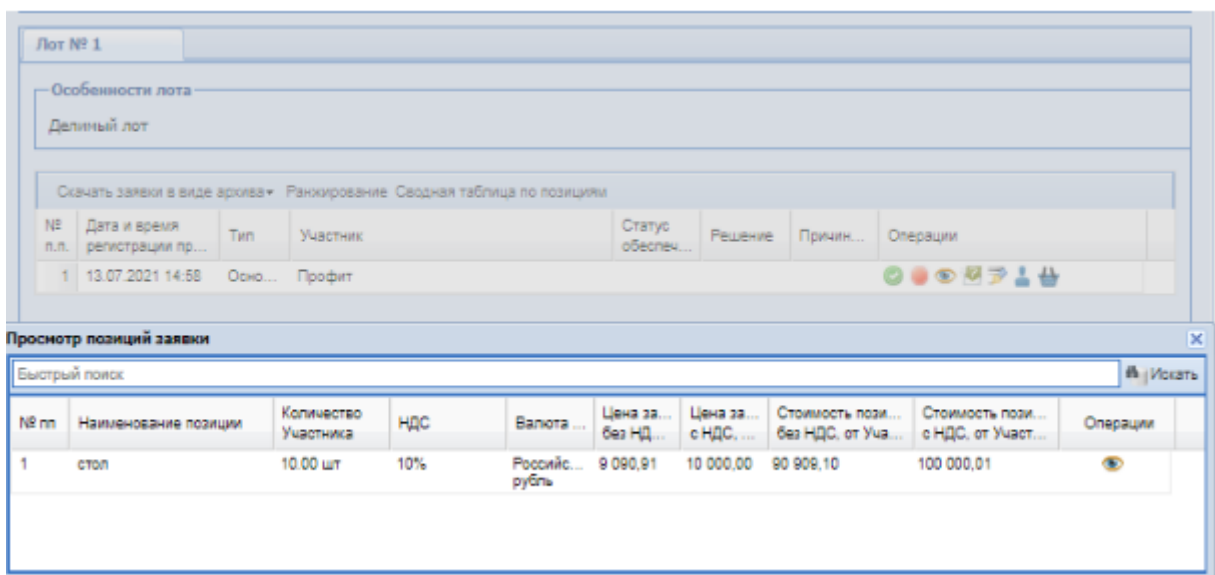 Лот № 1
Особенности лота
Делимый лот
Скачать заявки в виде архива Ранжирование Сводная таблица по позициям
№ п.п. Дата и время регистрации пр... Тип Участник Статус обеспеч... Решение Причин... Операции
1 13.07.2021 14:58 Осно... Профит
Просмотр позиций заявки
Быстрый поиск Искать
№ пп Наименование позиции Количество Участника НДС Валюта ... Цена за... без НД... Цена за... с НДС, ... Стоимость пози... без НДС, от Уча... Стоимость пози... с НДС, от Участ... Операции
1 стол 10.00 шт 10% Российс... рубль 9 090,91 10 000,00 90 909,10 100 000,01